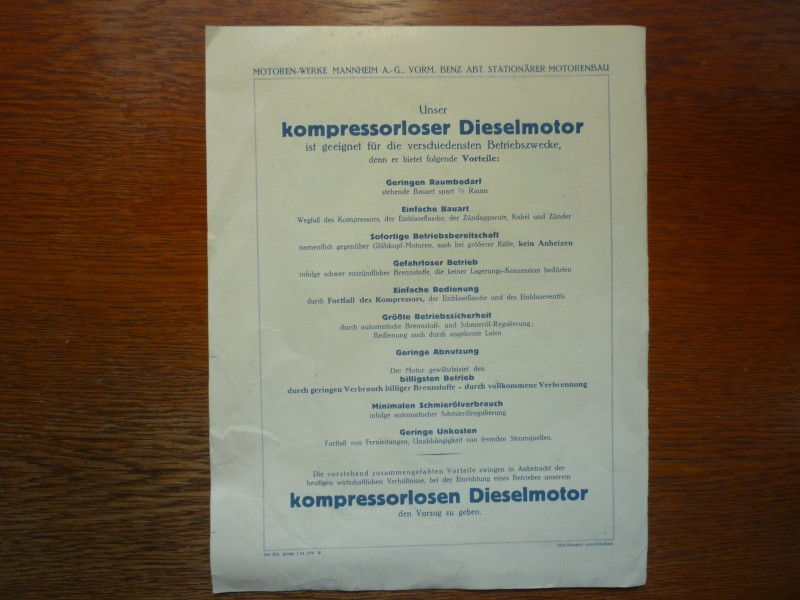 MOTOREN-WERKE MANNHEIM A.-G., VORM. BENZ ABT. STATIONÄRER MOTORENBAU
Unser
kompressorloser Dieselmotor
ist geeignet für die verschiedensten Betriebszwecke,
denn er bietet folgende Vorteile:
Geringen Raumbedarf
stehende Bauart spart ½ Raum
Einfache Bauart
Wegfall des Kompressors, der Einblaseflasche, der Zündapparate, Kabel und Zünder
Sofortige Betriebsbereitschaft
namentlich gegenüber Glühkopf-Motoren, auch bei größerer Kälte, kein Anheizen
Gefahrloser Betrieb
infolge schwer entzündlicher Brennstoffe, die keiner Lagerungs-Konzession bedürfen
Einfache Bedienung
durch Fortfall des Kompressors, der Einblaseflasche und des Einblaseventils
Größte Betriebssicherheit
durch automatische Brennstoff- und Schmieröl-Regulierung;
Bedienung auch durch ungelernte Laien
Geringe Abnutzung
Der Motor gewährleistet den
billigsten Betrieb
durch geringen Verbrauch billiger Brennstoffe - durch vollkommene Verbrennung
Minimalen Schmierölverbrauch
infolge automatischer Schmierölregulierung
Geringe Unkosten
Fortfall von Fernleitungen, Unabhängigkeit von fremden Stromquellen.
Die vorstehend zusammengefaßten Vorteile zwingen in Anbetracht der
heutigen wirtschaftlichen Verhältnisse, bei der Einrichtung eines Betriebes unserem
kompressorlosen Dieselmotor
den Vorzug zu geben.